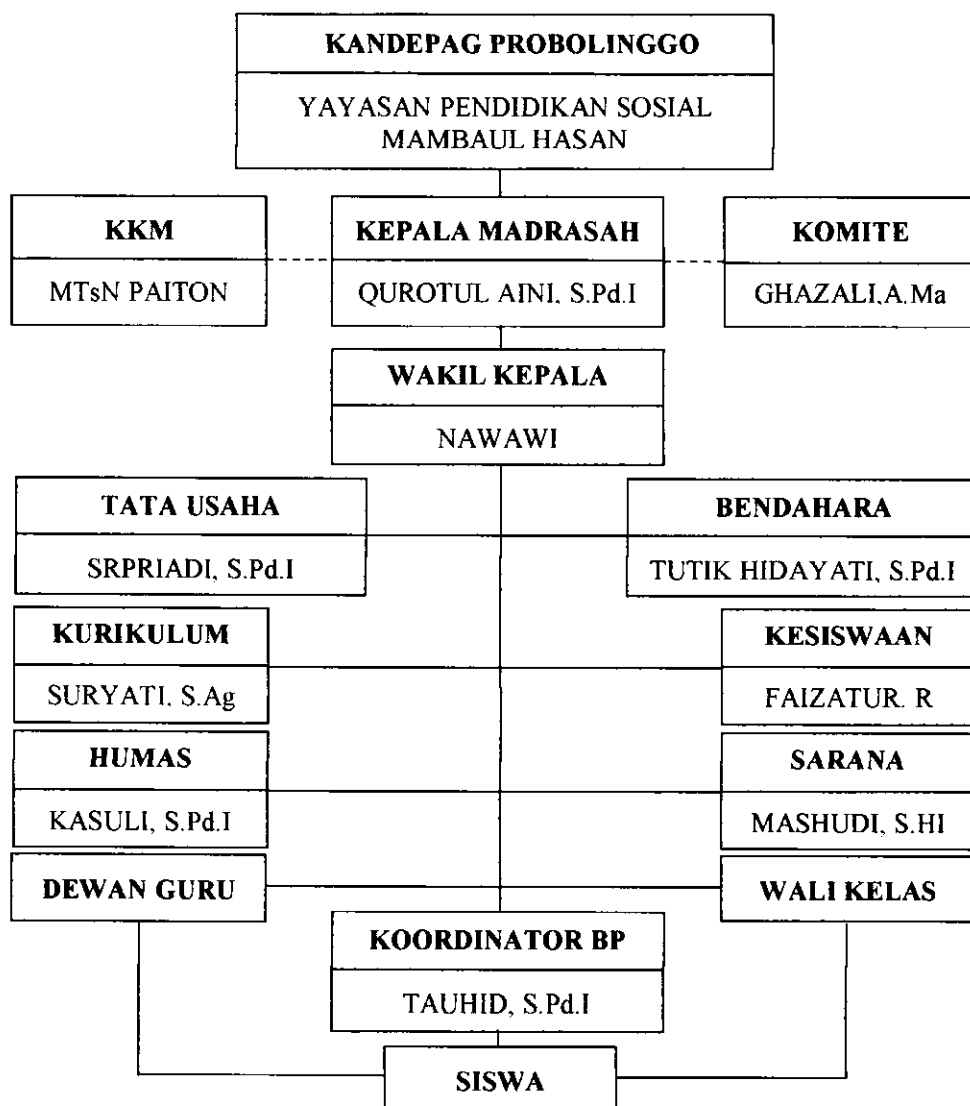 KANDEPAG PROBOLINGGO
YAYASAN PENDIDIKAN SOSIAL
MAMBAUL HASAN
KKM
MTsN PAITON
KEPALA MADRASAH
QUROTUL AINI, S.Pd.I
KOMITE
GHAZALI,A.Ma
WAKIL KEPALA
NAWAWI
TATA USAHA
SRPRIADI, S.Pd.I
BENDAHARA
TUTIK HIDAYATI, S.Pd.I
KURIKULUM
SURYATI, S.Ag
KESISWAAN
FAIZATUR. R
HUMAS
KASULI, S.Pd.I
SARANA
MASHUDI, S.HI
DEWAN GURU
WALI KELAS
KOORDINATOR BP
TAUHID, S.Pd.I
SISWA